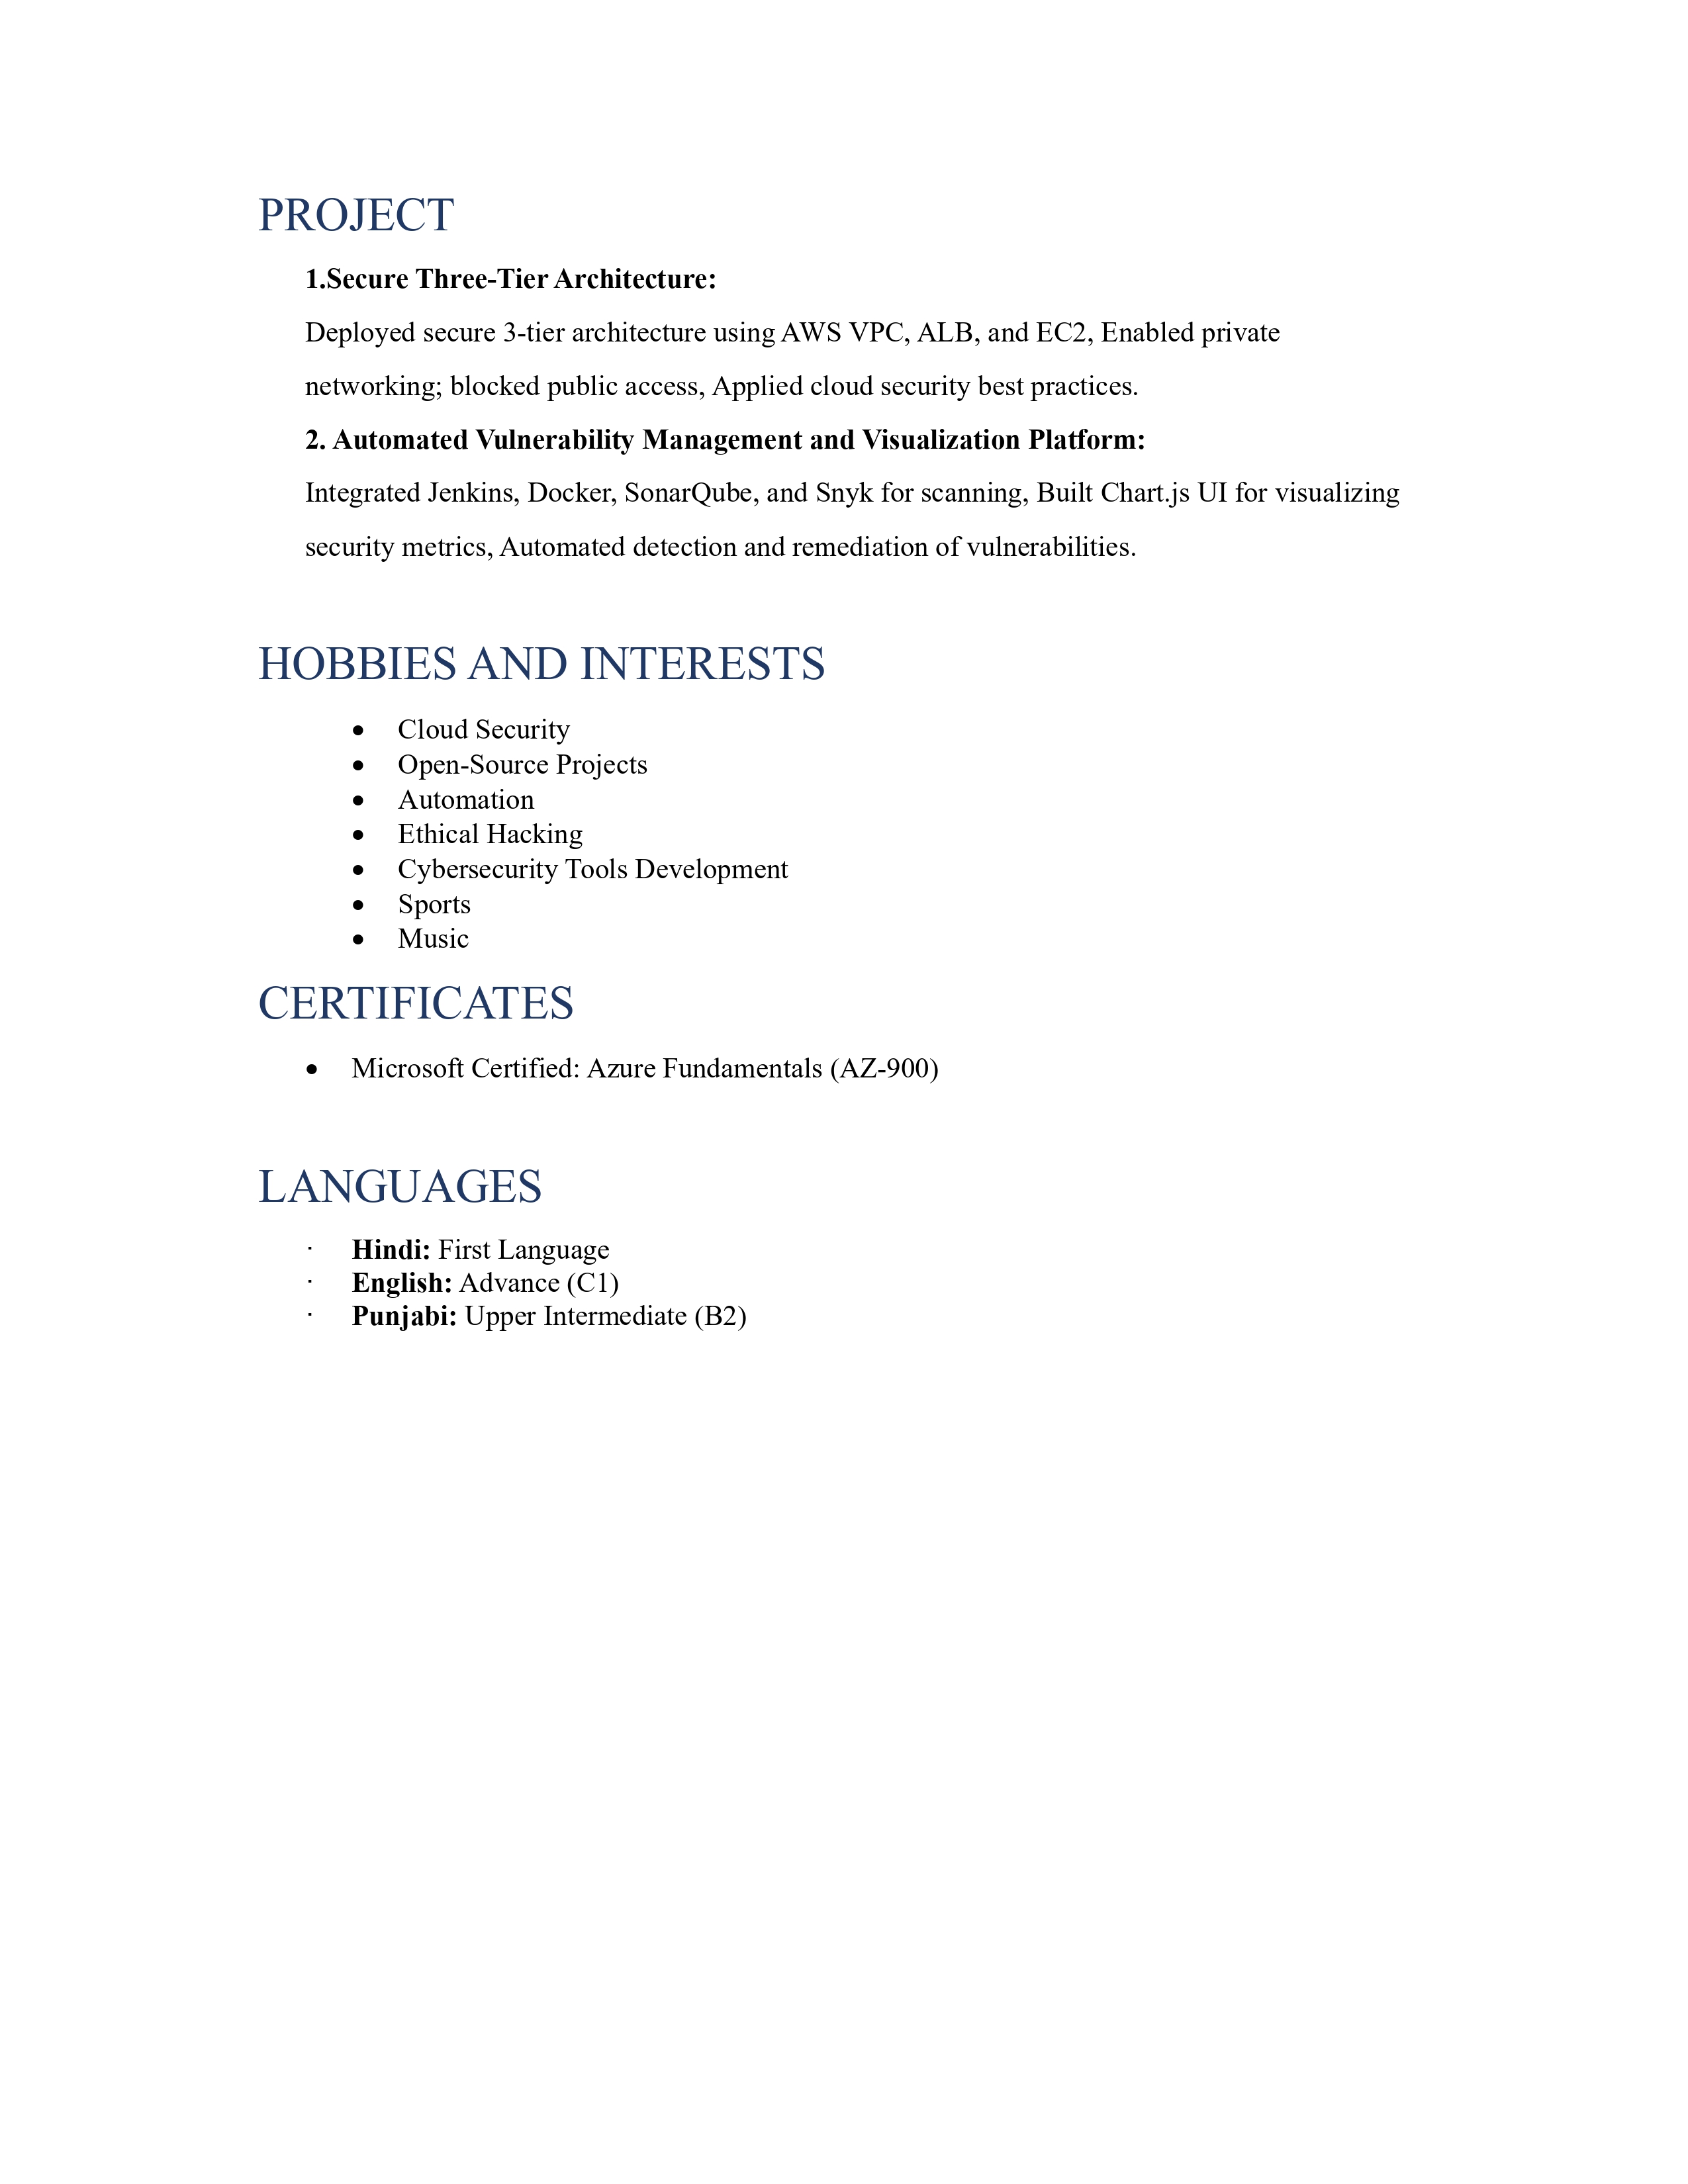 PROJECT
1.Secure Three-Tier Architecture:
Deployed secure 3-tier architecture using AWS VPC, ALB, and EC2, Enabled private
networking; blocked public access, Applied cloud security best practices.
2. Automated Vulnerability Management and Visualization Platform:
Integrated Jenkins, Docker, SonarQube, and Snyk for scanning, Built Chart.js UI for visualizing
security metrics, Automated detection and remediation of vulnerabilities.
HOBBIES AND INTERESTS
• Cloud Security
• Open-Source Projects
• Automation
• Ethical Hacking
• Cybersecurity Tools Development
• Sports
• Music
CERTIFICATES
• Microsoft Certified: Azure Fundamentals (AZ-900)
LANGUAGES
· Hindi: First Language
· English: Advance (C1)
· Punjabi: Upper Intermediate (B2)